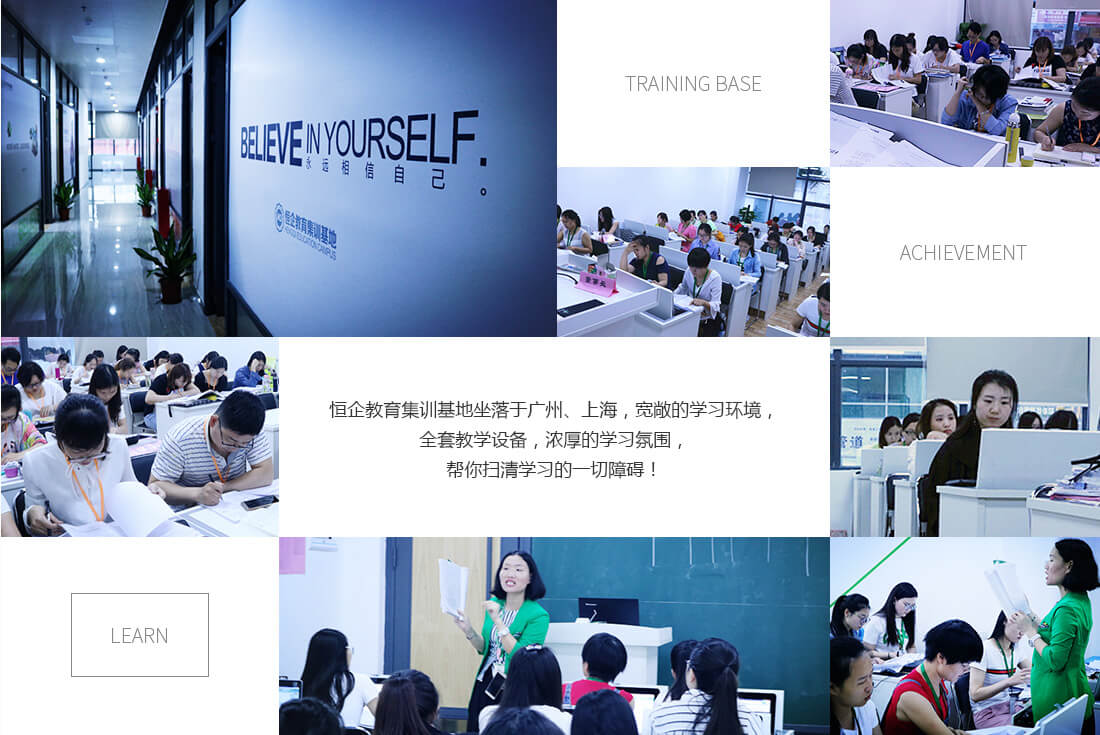 BELIEVE IN YOURSELF.
永远相信自己。
恒企教育集训基地
HENGQI EDUCATION CAMPUS
TRAINING BASE
ACHIEVEMENT
恒企教育集训基地坐落于广州、上海，宽敞的学习环境，
全套教学设备，浓厚的学习氛围，
帮你扫清学习的一切障碍！
管道
LEARN